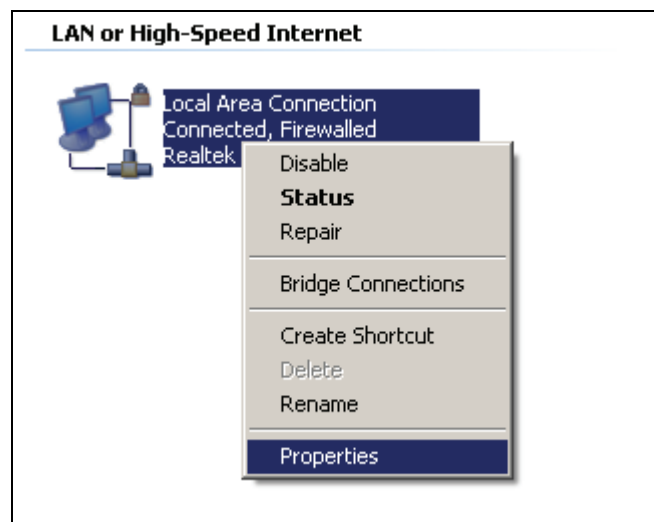 LAN or High-Speed Internet
Local Area Connection
Connected, Firewalled
Realtek
Disable
Status
Repair
Bridge Connections
Create Shortcut
Delete
Rename
Properties